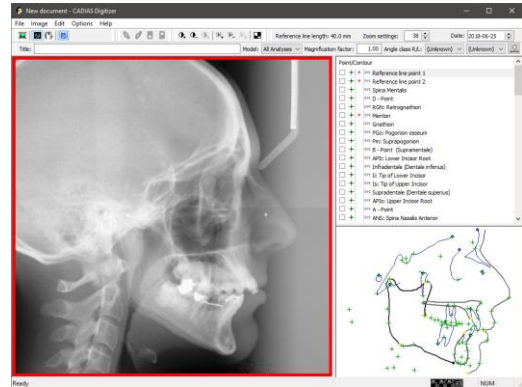 New document - CADIAS Digitizer
File Image Edit Options Help
Reference line length: 40.0 mm Zoom settings: 38 Date: 2018-06-25
Title: Model: All Analyses Magnification factor: 1.00 Angle class R/L: (Unknown) (Unknown)
Point/Contour
Reference line point 1
Reference line point 2
Spina Mentalis
D - Point
RGN: Retrognathion
Menton
Gnathion
PGo: Pogonion osseum
Pm: Suprapogonion
B - Point (Supramentale)
APIi: Lower Incisor Root
Infradentale (Dentale inferius)
Ii: Tip of Lower Incisor
Is: Tip of Upper Incisor
Supradentale (Dentale superius)
APIs: Upper Incisor Root
A - Point
ANS: Spina Nasalis Anterior
Ready NUM